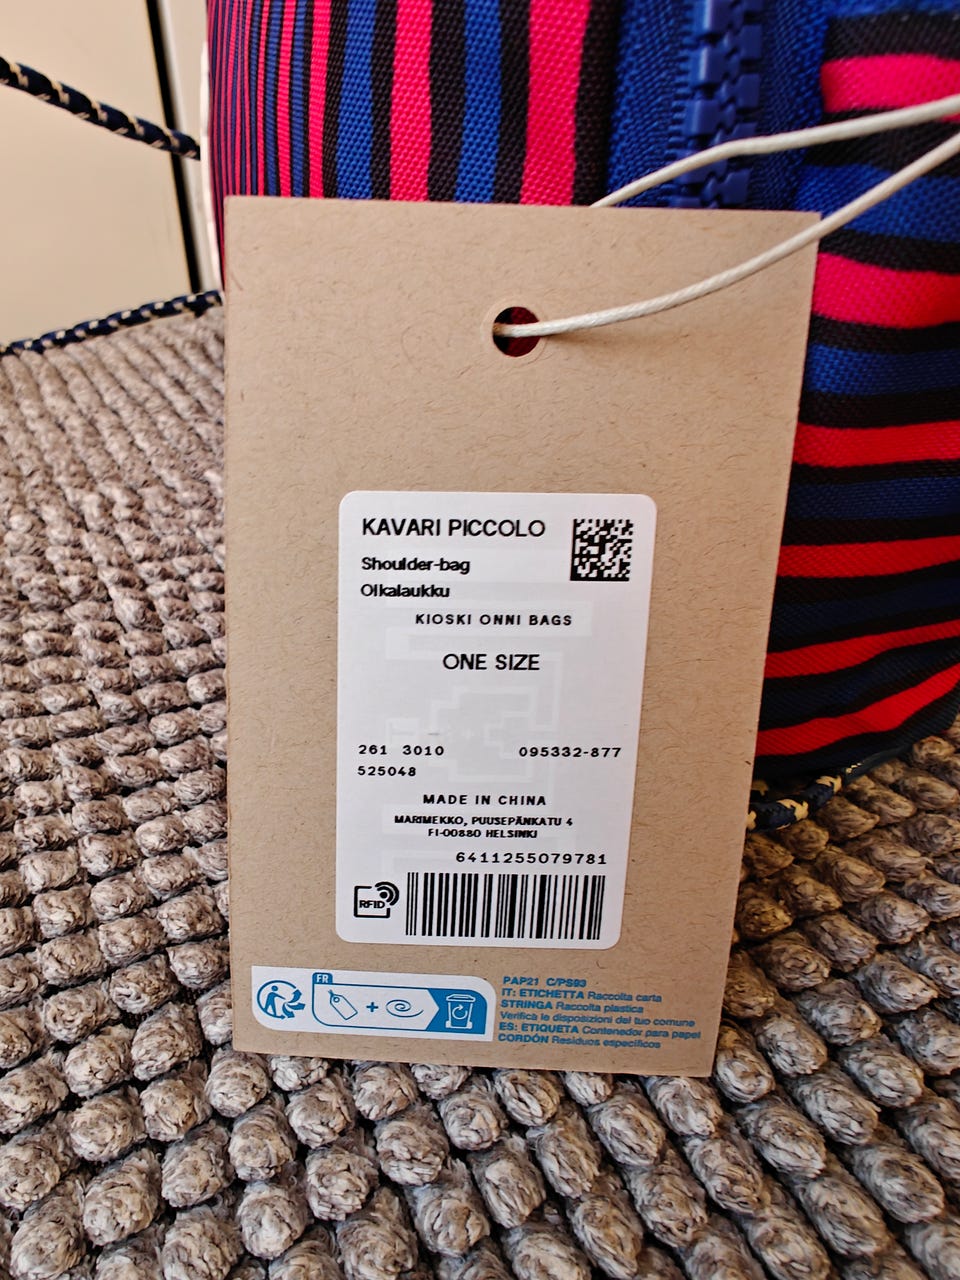 KAVARI PICCOLO
Shoulder-bag
Olkalaukku
KIOSKI ONNI BAGS
ONE SIZE
261 3010 095332-877
525048
MADE IN CHINA
MARIMEKKO, PUUSEPÄNKATU 4
FI-00880 HELSINKI
6411255079781
RFID
FR
+
PAP21 C/PS93
IT: ETICHETTA Raccolta carta
STRINGA Raccolta plastica
Verifica le disposizioni del tuo comune
ES: ETIQUETA Contenedor para papel
CORDÓN Residuos específicos